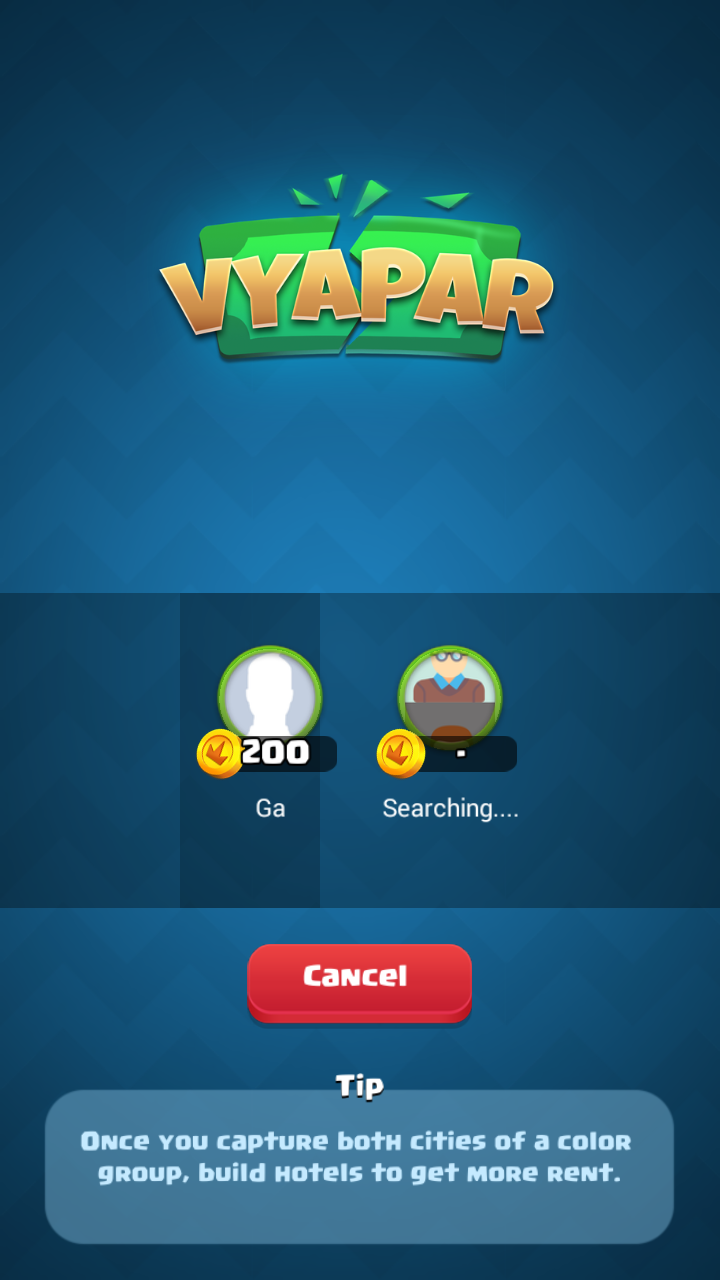 VYAPAR
200
-
Ga
Searching....
Cancel
Tip
Once you capture both cities of a color
group, build hotels to get more rent.